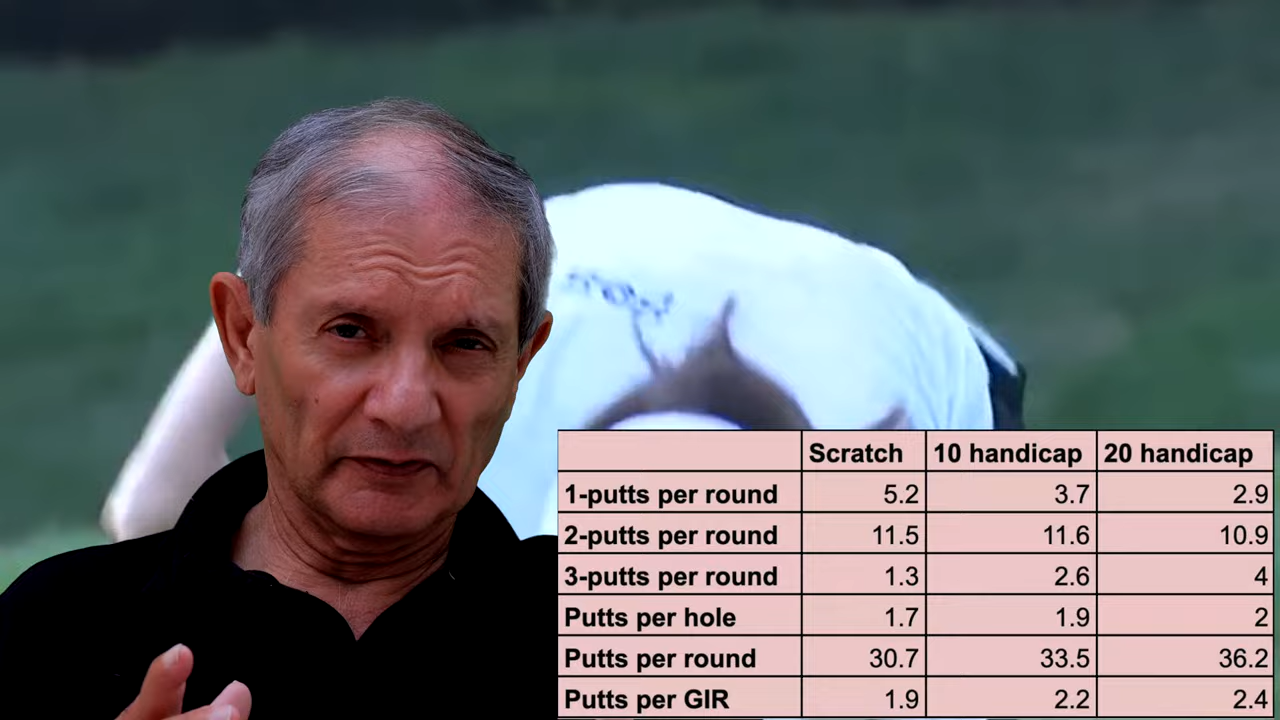 Scratch 10 handicap 20 handicap
1-putts per round 5.2 3.7 2.9
2-putts per round 11.5 11.6 10.9
3-putts per round 1.3 2.6 4
Putts per hole 1.7 1.9 2
Putts per round 30.7 33.5 36.2
Putts per GIR 1.9 2.2 2.4